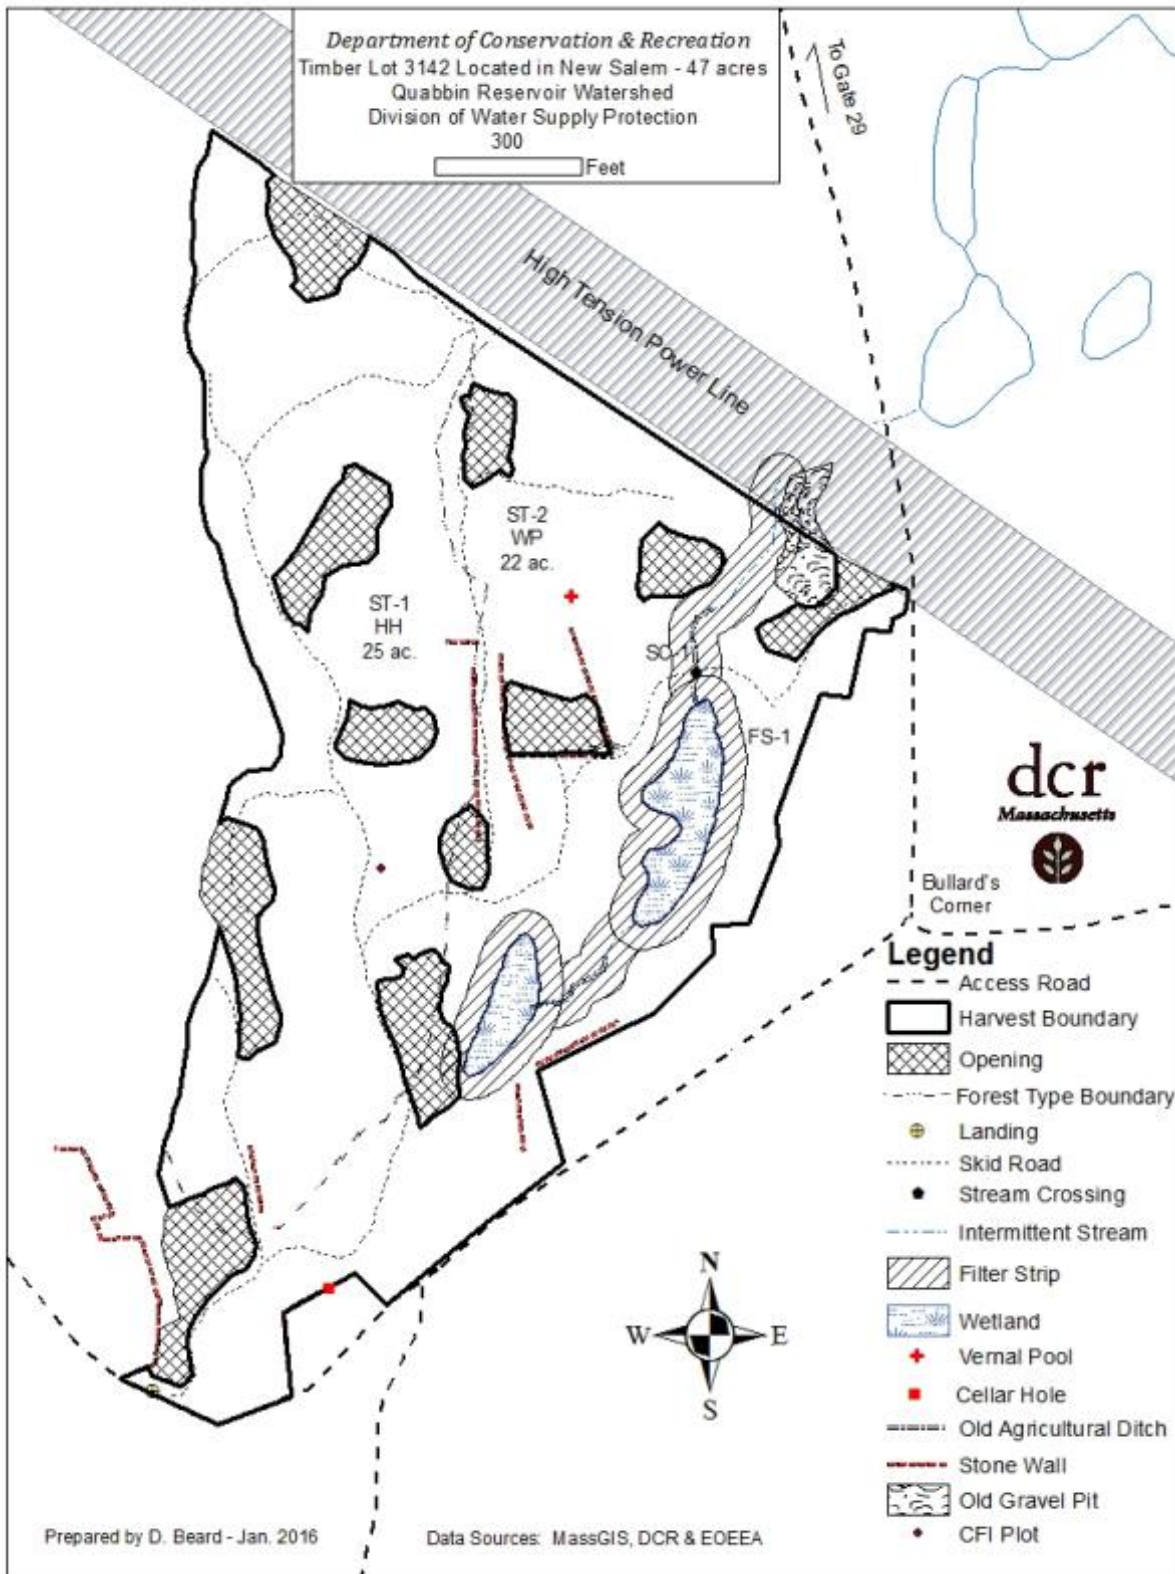 Department of Conservation & Recreation
Timber Lot 3142 Located in New Salem - 47 acres
Quabbin Reservoir Watershed
Division of Water Supply Protection
300
Feet
To Gate 29
High Tension Power Line
ST-2
WP
22 ac.
ST-1
HH
25 ac.
SC-1
FS-1
dcr
Massachusetts
Bullard's
Corner
Legend
Access Road
Harvest Boundary
Opening
Forest Type Boundary
Landing
Skid Road
Stream Crossing
Intermittent Stream
Filter Strip
Wetland
Vernal Pool
Cellar Hole
Old Agricultural Ditch
Stone Wall
Old Gravel Pit
CFI Plot
N
W
E
S
Prepared by D. Beard - Jan. 2016
Data Sources: MassGIS, DCR & EOEEA